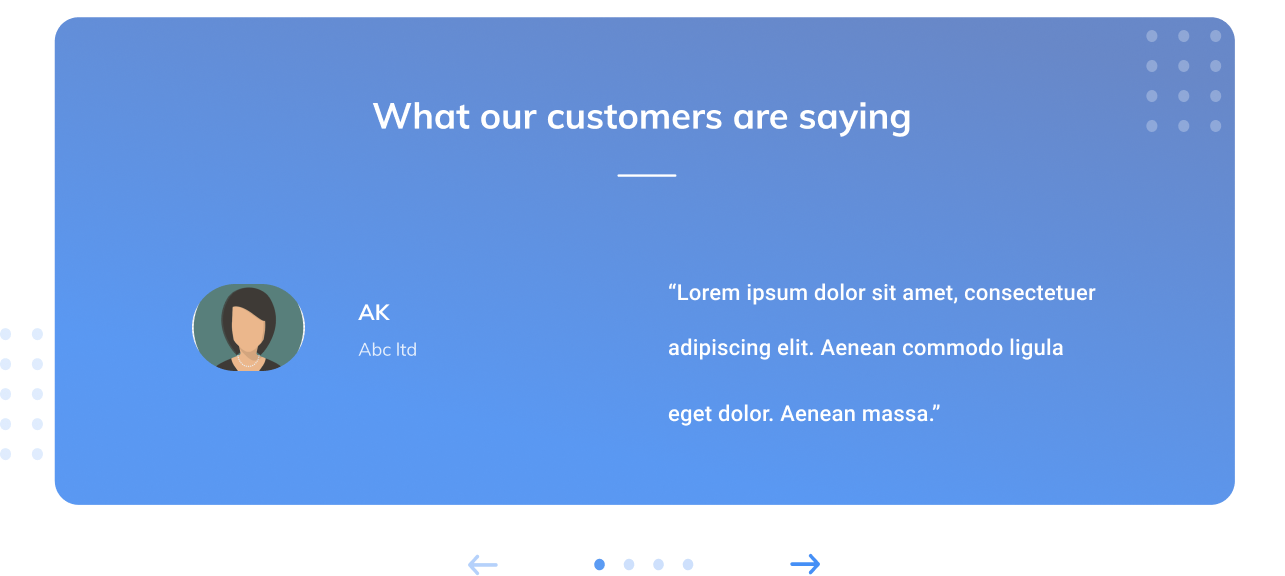 What our customers are saying
AK
Abc ltd
“Lorem ipsum dolor sit amet, consectetuer
adipiscing elit. Aenean commodo ligula
eget dolor. Aenean massa.”